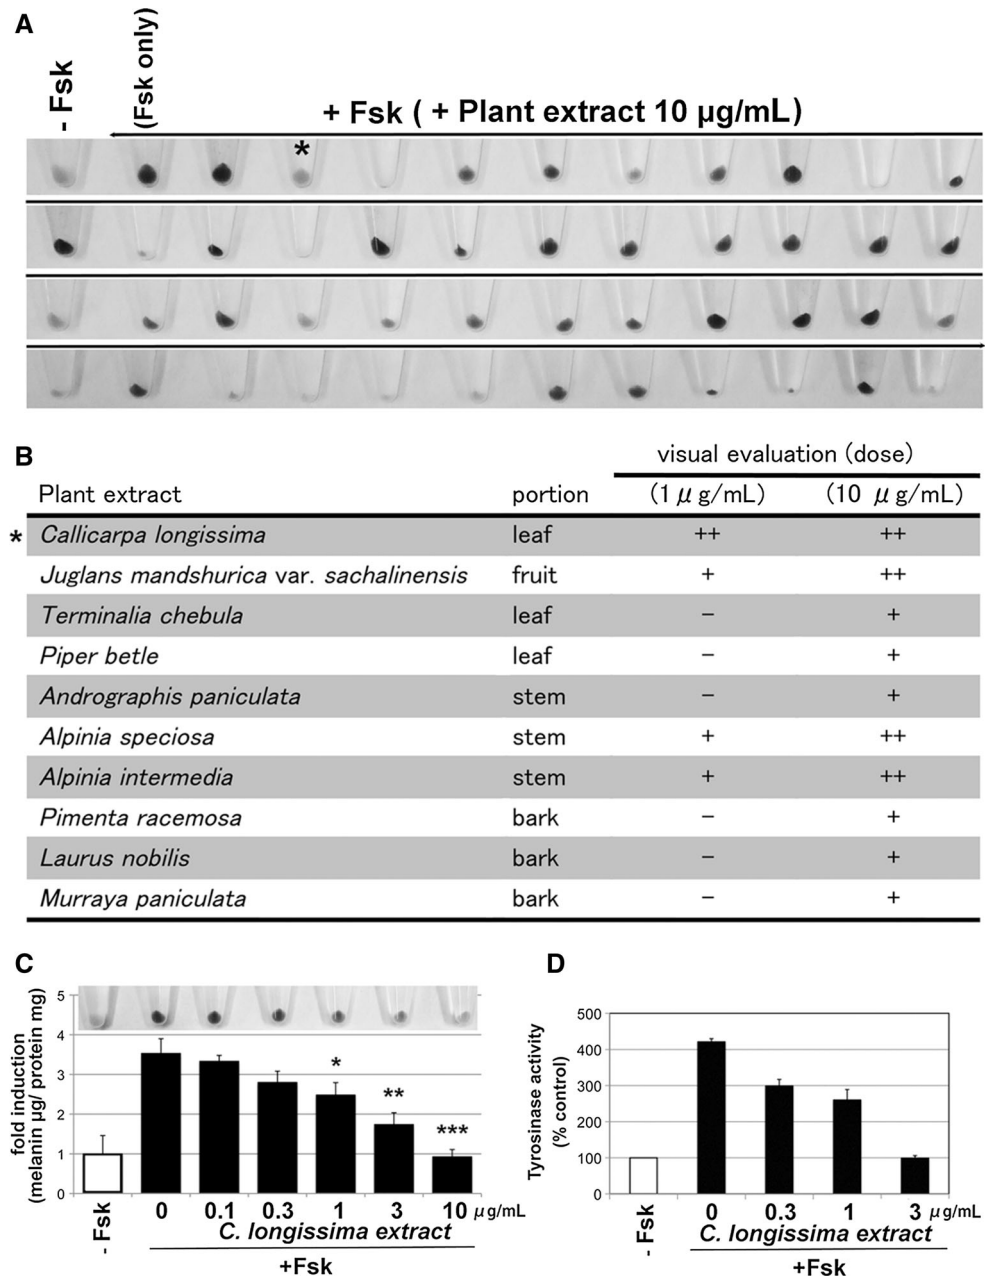 A
- Fsk
(Fsk only)
+ Fsk ( + Plant extract 10 μg/mL)
*
B
visual evaluation (dose)
Plant extract portion (1 μg/mL) (10 μg/mL)
* Callicarpa longissima leaf ++ ++
Juglans mandshurica var. sachalinensis fruit + ++
Terminalia chebula leaf − +
Piper betle leaf − +
Andrographis paniculata stem − +
Alpinia speciosa stem + ++
Alpinia intermedia stem + ++
Pimenta racemosa bark − +
Laurus nobilis bark − +
Murraya paniculata bark − +
C
fold induction
(melanin μg/ protein mg)
5
4
3
2
1
0
*
**
***
- Fsk
0 0.1 0.3 1 3 10 μg/mL
C. longissima extract
+Fsk
D
Tyrosinase activity
(% control)
500
400
300
200
100
0
- Fsk
0 0.3 1 3 μg/mL
C. longissima extract
+Fsk